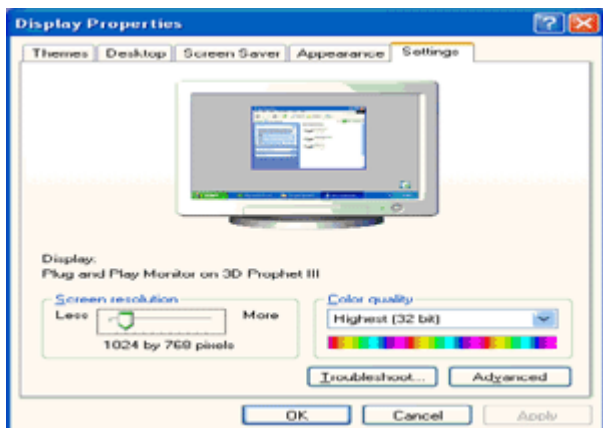 Display Properties
Themes Desktop Screen Saver Appearance Settings
Display:
Plug and Play Monitor on 3D Prophet III
Screen resolution
Less More
1024 by 768 pixels
Color quality
Highest (32 bit)
Troubleshoot... Advanced
OK Cancel Apply